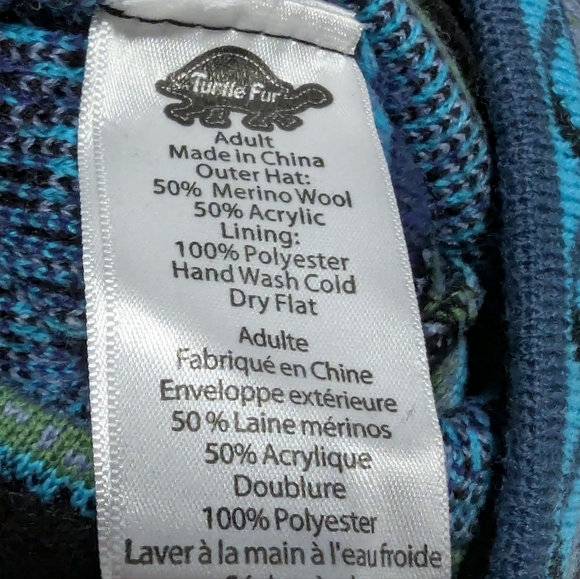 Turtle Fur
Adult
Made in China
Outer Hat:
50% Merino Wool
50% Acrylic
Lining:
100% Polyester
Hand Wash Cold
Dry Flat
Adulte
Fabriqué en Chine
Enveloppe extérieure
50 % Laine mérinos
50% Acrylique
Doublure
100% Polyester
Laver à la main à l'eau froide